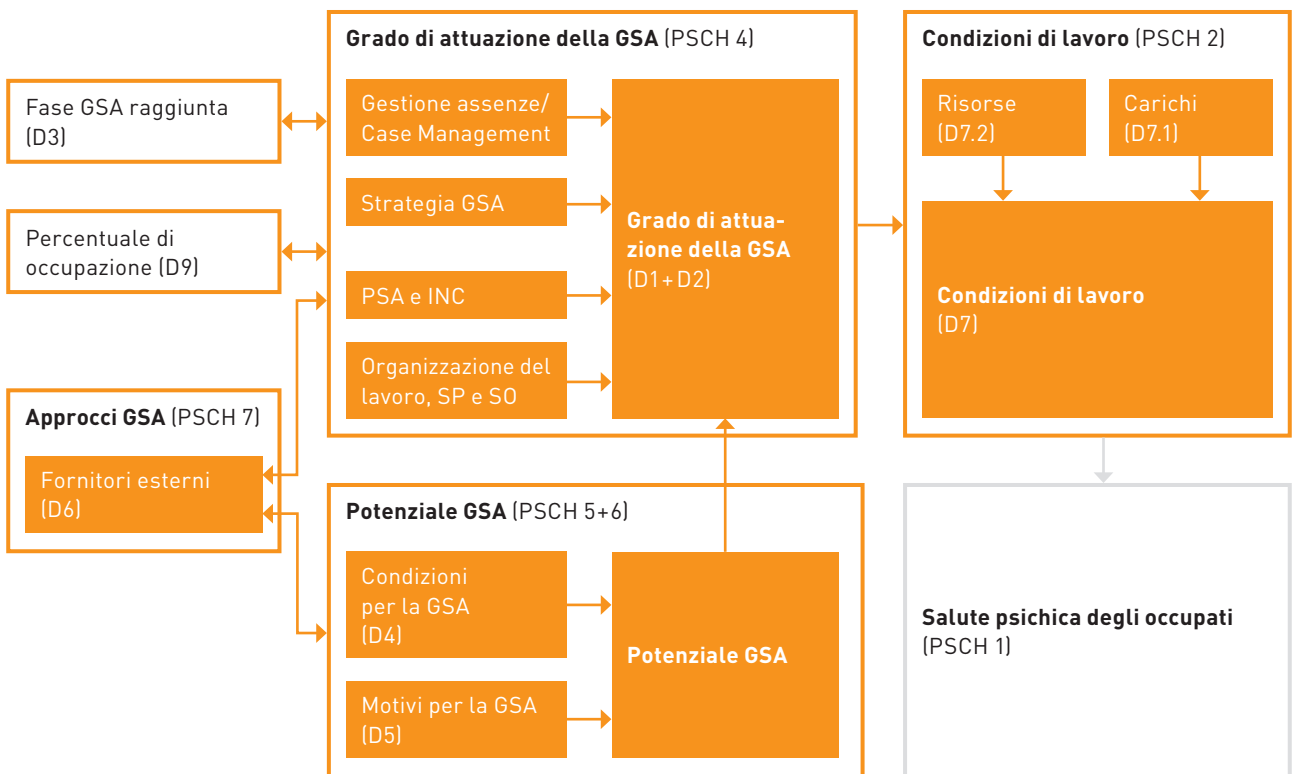 Fase GSA raggiunta
(D3)
Percentuale di
occupazione (D9)
Approcci GSA (PSCH 7)
Fornitori esterni
(D6)
Grado di attuazione della GSA (PSCH 4)
Gestione assenze/
Case Management
Strategia GSA
PSA e INC
Organizzazione del
lavoro, SP e SO
Grado di attua-
zione della GSA
(D1+D2)
Potenziale GSA (PSCH 5+6)
Condizioni
per la GSA
(D4)
Motivi per la GSA
(D5)
Potenziale GSA
Condizioni di lavoro (PSCH 2)
Risorse
(D7.2)
Carichi
(D7.1)
Condizioni di lavoro
(D7)
Salute psichica degli occupati
(PSCH 1)